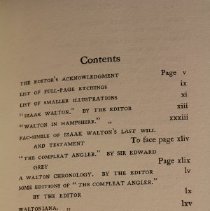 Contents
THE EDITOR'S ACKNOWLEDGMENT Page v
LIST OF FULL-PAGE ETCHINGS ix
LIST OF SMALLER ILLUSTRATIONS xi
"IZAAK WALTON." BY THE EDITOR xiii
"WALTON IN HAMPSHIRE." " xxxiii
FAC-SIMILE OF IZAAK WALTON'S LAST WILL
AND TESTAMENT To face page xliv
"THE COMPLEAT ANGLER." BY SIR EDWARD
GREY Page xlix
A WALTON CHRONOLOGY. BY THE EDITOR lv
SOME EDITIONS OF "THE COMPLEAT ANGLER."
BY THE EDITOR lx
WALTONIANA. " lxv